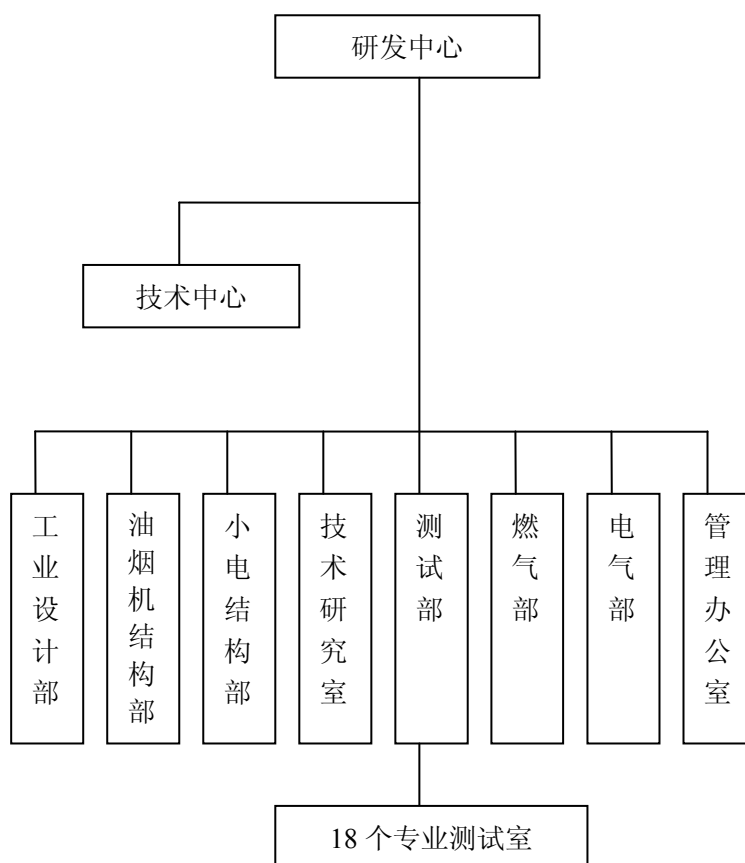 研发中心
技术中心
工业设计部
油烟机结构部
小电结构部
技术研究室
测试部
燃气部
电气部
管理办公室
18 个专业测试室